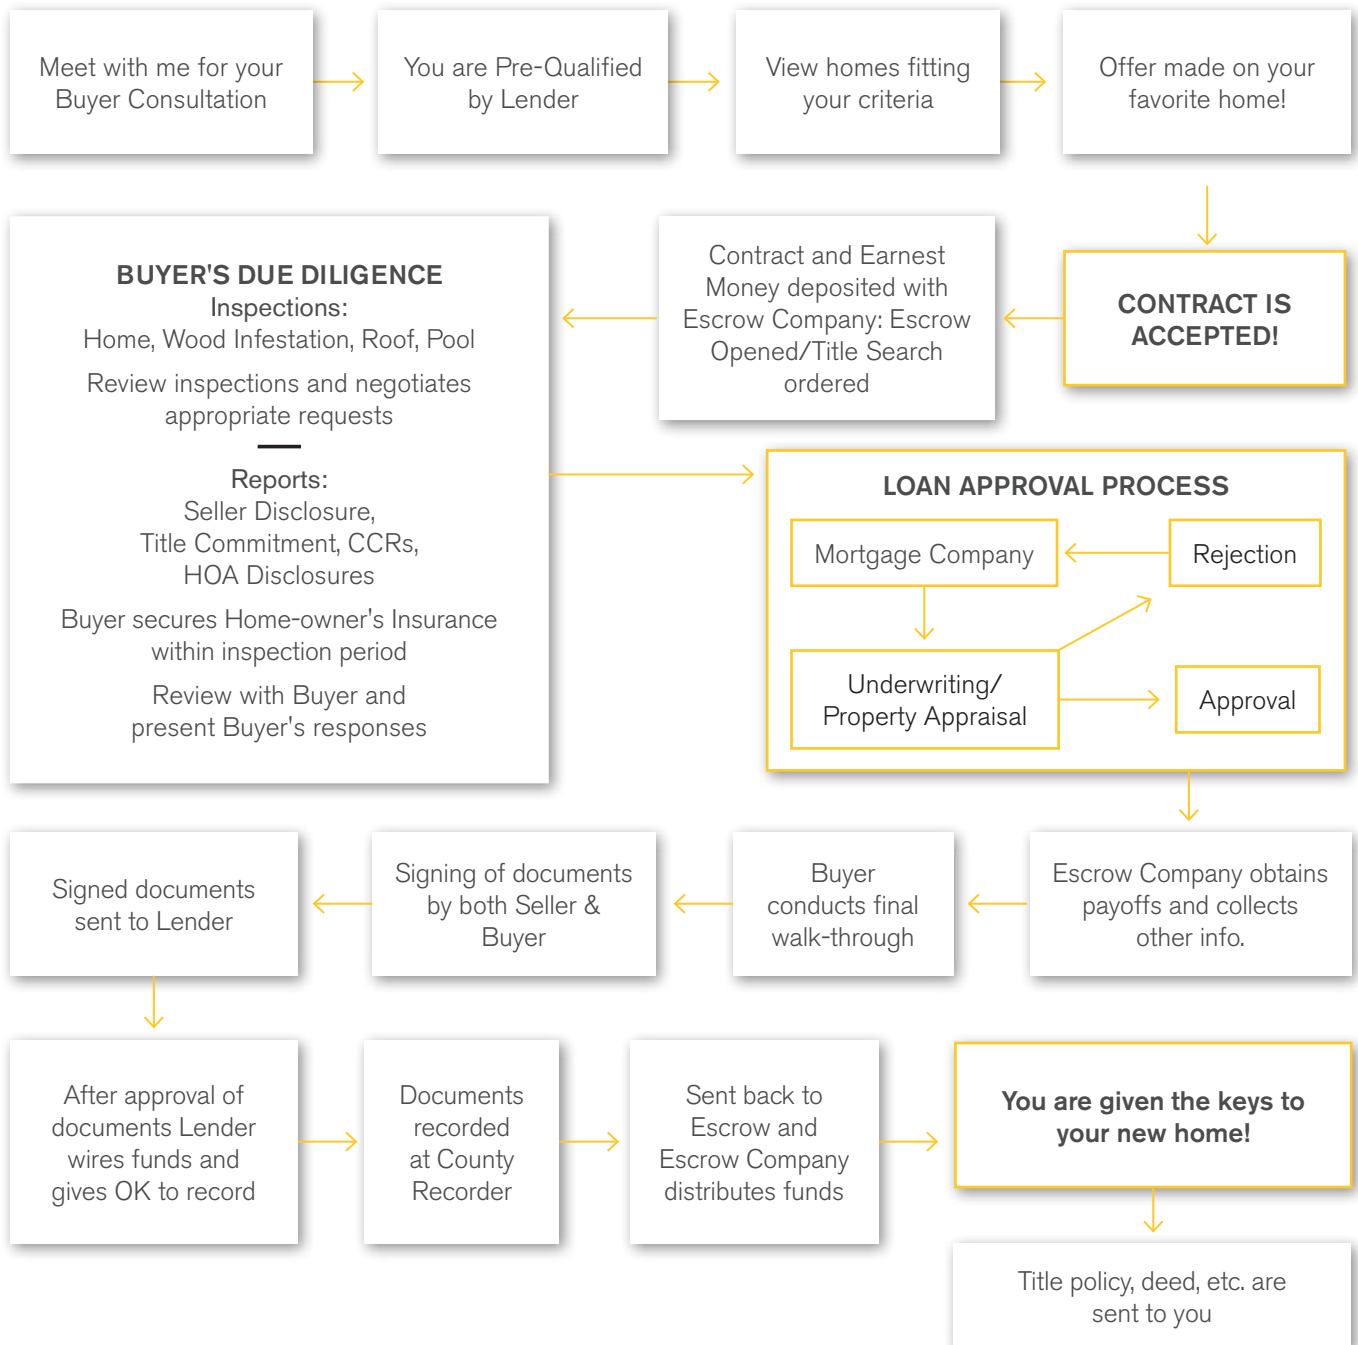 Meet with me for your
Buyer Consultation
You are Pre-Qualified
by Lender
View homes fitting
your criteria
Offer made on your
favorite home!
CONTRACT IS
ACCEPTED!
Contract and Earnest
Money deposited with
Escrow Company: Escrow
Opened/Title Search
ordered
BUYER'S DUE DILIGENCE
Inspections:
Home, Wood Infestation, Roof, Pool
Review inspections and negotiates
appropriate requests
Reports:
Seller Disclosure,
Title Commitment, CCRs,
HOA Disclosures
Buyer secures Home-owner's Insurance
within inspection period
Review with Buyer and
present Buyer's responses
LOAN APPROVAL PROCESS
Mortgage Company
Rejection
Underwriting/
Property Appraisal
Approval
Escrow Company obtains
payoffs and collects
other info.
Buyer
conducts final
walk-through
Signing of documents
by both Seller &
Buyer
Signed documents
sent to Lender
After approval of
documents Lender
wires funds and
gives OK to record
Documents
recorded
at County
Recorder
Sent back to
Escrow and
Escrow Company
distributes funds
You are given the keys to
your new home!
Title policy, deed, etc. are
sent to you